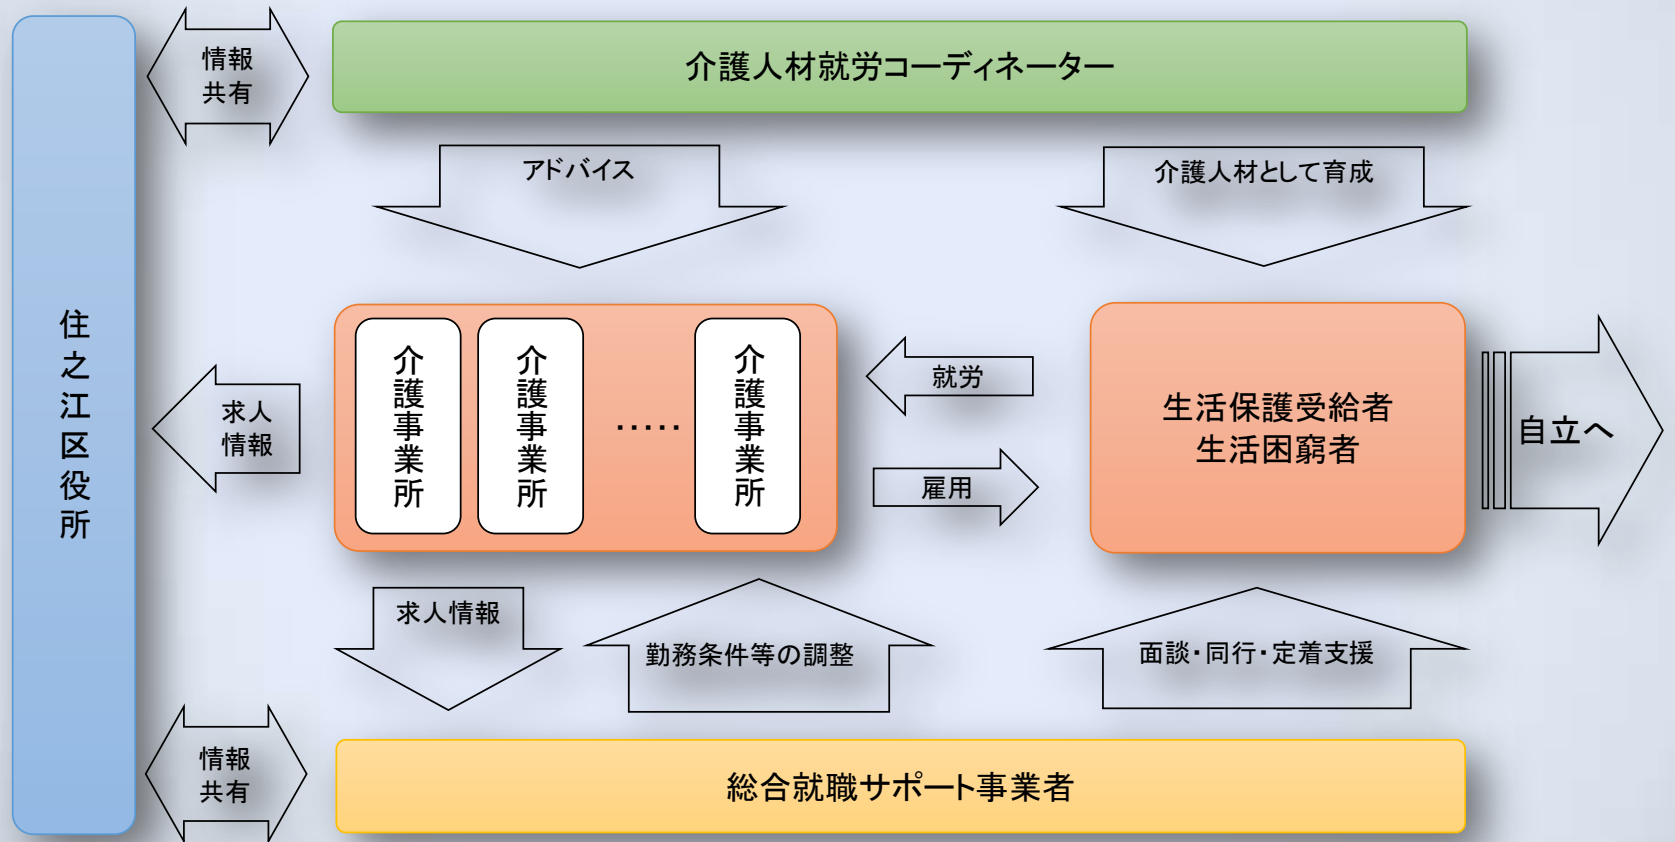 情報
共有
介護人材就労コーディネーター
アドバイス
介護人材として育成
住之江区役所
求人
情報
介護事業所
介護事業所
・・・・・
介護事業所
就労
雇用
生活保護受給者
生活困窮者
自立へ
求人情報
勤務条件等の調整
面談・同行・定着支援
情報
共有
総合就職サポート事業者